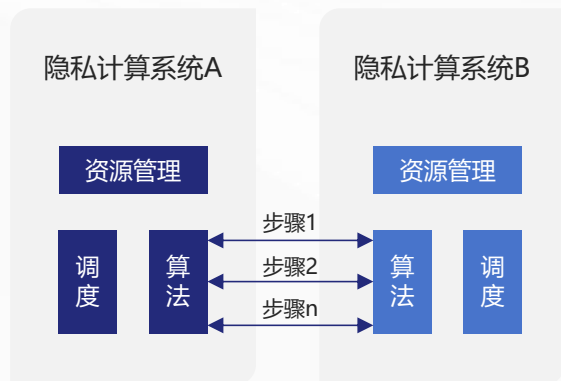 隐私计算系统A
隐私计算系统B
资源管理
资源管理
调度
算法
步骤1
步骤2
步骤n
算法
调度